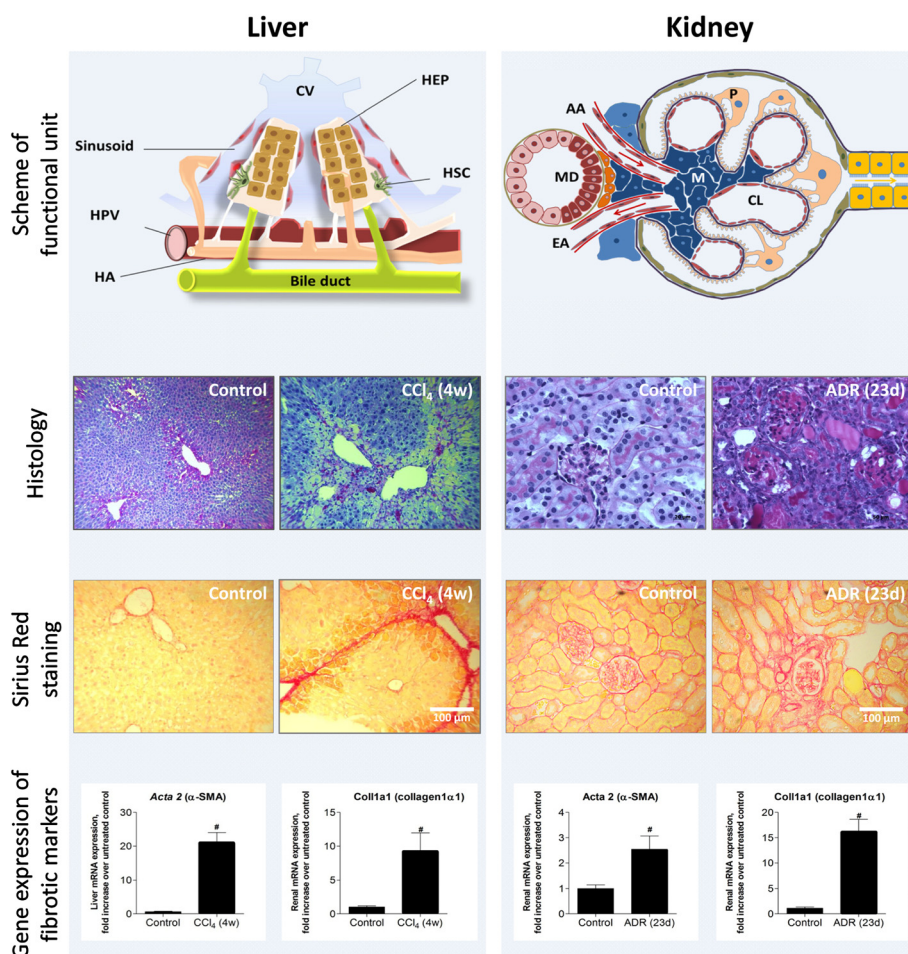 Liver
Kidney
Scheme of
functional unit
CV
HEP
Sinusoid
HSC
HPV
HA
Bile duct
AA
P
MD
M
CL
EA
Histology
Control
CCl₄ (4w)
Control
ADR (23d)
Sirius Red
staining
Control
CCl₄ (4w)
100 µm
Control
ADR (23d)
100 µm
Gene expression of
fibrotic markers
Acta 2 (α-SMA)
Liver mRNA expression,
fold increase over untreated control
30
20
10
0
#
Control
CCl₄ (4w)
Coll1a1 (collagen1α1)
Renal mRNA expression,
fold increase over untreated control
15
10
5
0
#
Control
CCl₄ (4w)
Acta 2 (α-SMA)
Renal mRNA expression,
fold increase over untreated control
4
3
2
1
0
#
Control
ADR (23d)
Coll1a1 (collagen1α1)
Renal mRNA expression,
fold increase over untreated control
20
15
10
5
0
#
Control
ADR (23d)